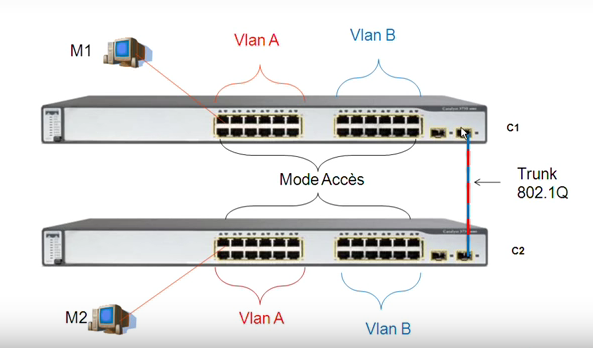 Vlan A
Vlan B
M1
C1
Mode Accès
Trunk
802.1Q
C2
M2
Vlan A
Vlan B